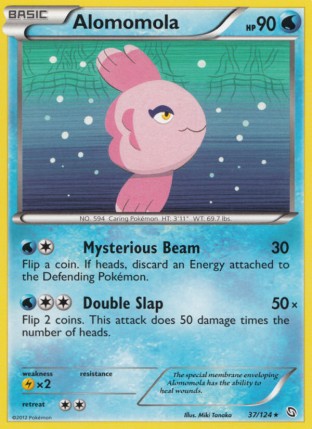 BASIC
Alomomola HP 90
NO. 594 Caring Pokémon HT. 3'11" WT. 69.7 lbs.
Mysterious Beam 30
Flip a coin. If heads, discard an Energy attached to
the Defending Pokémon.
Double Slap 50×
Flip 2 coins. This attack does 50 damage times the
number of heads.
weakness resistance
×2
retreat
The special membrane enveloping
Alomomola has the ability to
heal wounds.
©2012 Pokémon
Illus. Miki Tanaka
37/124 ★